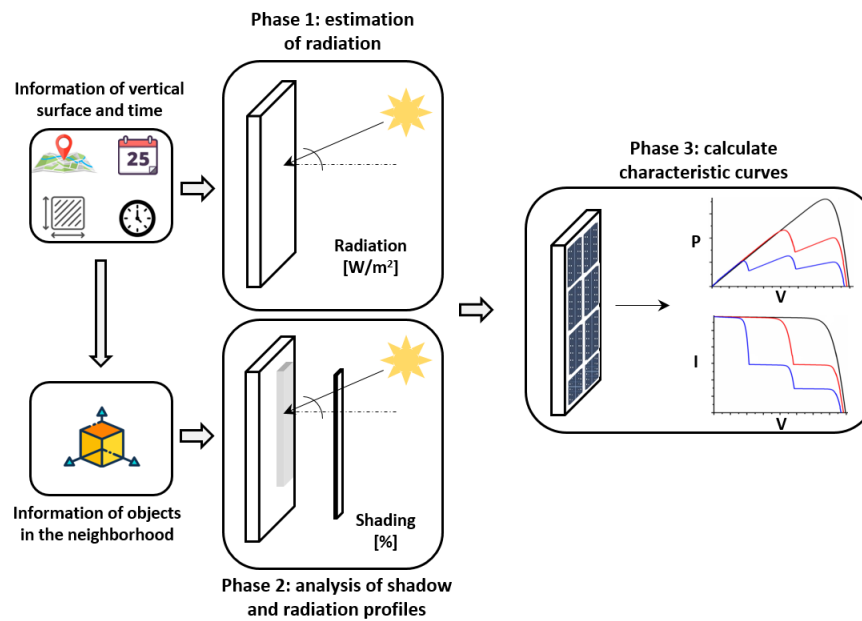 Phase 1: estimation
of radiation
Information of vertical
surface and time
25
Radiation
[W/m²]
Phase 3: calculate
characteristic curves
P
V
I
V
Information of objects
in the neighborhood
Shading
[%]
Phase 2: analysis of shadow
and radiation profiles